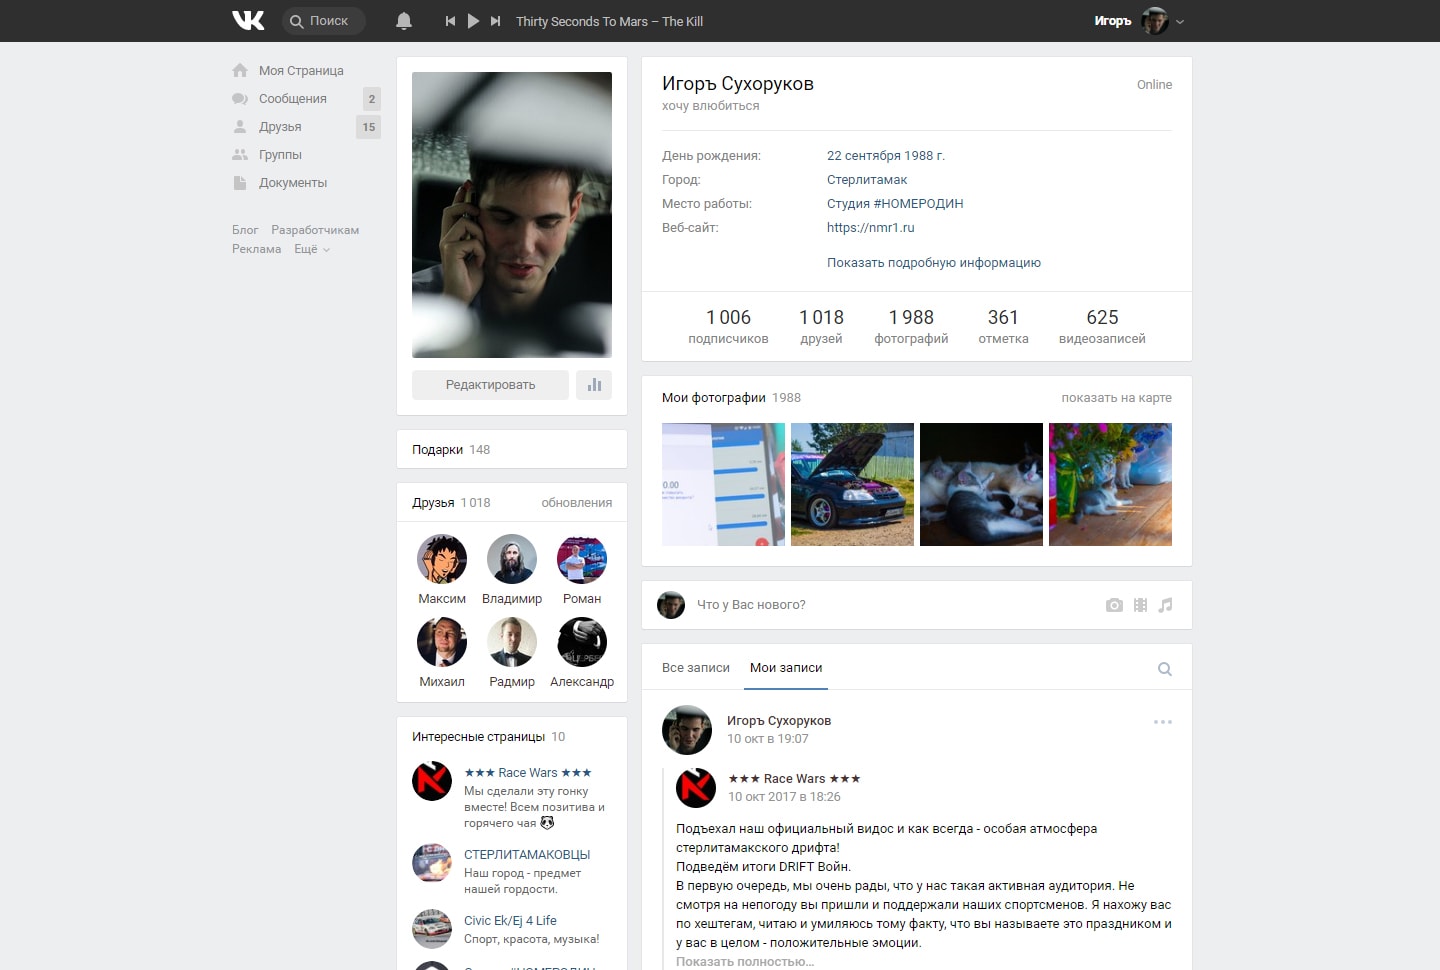 Поиск
Thirty Seconds To Mars – The Kill
Игоръ
Моя Страница
Сообщения 2
Друзья 15
Группы
Документы
Блог Разработчикам
Реклама Ещё
Редактировать
Подарки 148
Друзья 1 018 обновления
Максим Владимир Роман
Михаил Радмир Александр
Интересные страницы 10
★★★ Race Wars ★★★
Мы сделали эту гонку
вместе! Всем позитива и
горячего чая 🐼
СТЕРЛИТАМАКОВЦЫ
Наш город - предмет
нашей гордости.
Civic Ek/Ej 4 Life
Спорт, красота, музыка!
Игоръ Сухоруков Online
хочу влюбиться
День рождения: 22 сентября 1988 г.
Город: Стерлитамак
Место работы: Студия #НОМЕРОДИН
Веб-сайт: https://nmr1.ru
Показать подробную информацию
1 006 1 018 1 988 361 625
подписчиков друзей фотографий отметка видеозаписей
Мои фотографии 1988 показать на карте
Что у Вас нового?
Все записи Мои записи
Игоръ Сухоруков
10 окт в 19:07
★★★ Race Wars ★★★
10 окт 2017 в 18:26
Подъехал наш официальный видос и как всегда - особая атмосфера
стерлитамакского дрифта!
Подведём итоги DRIFT Войн.
В первую очередь, мы очень рады, что у нас такая активная аудитория. Не
смотря на непогоду вы пришли и поддержали наших спортсменов. Я нахожу вас
по хештегам, читаю и умиляюсь тому факту, что вы называете это праздником и
у вас в целом - положительные эмоции.
Показать полностью...